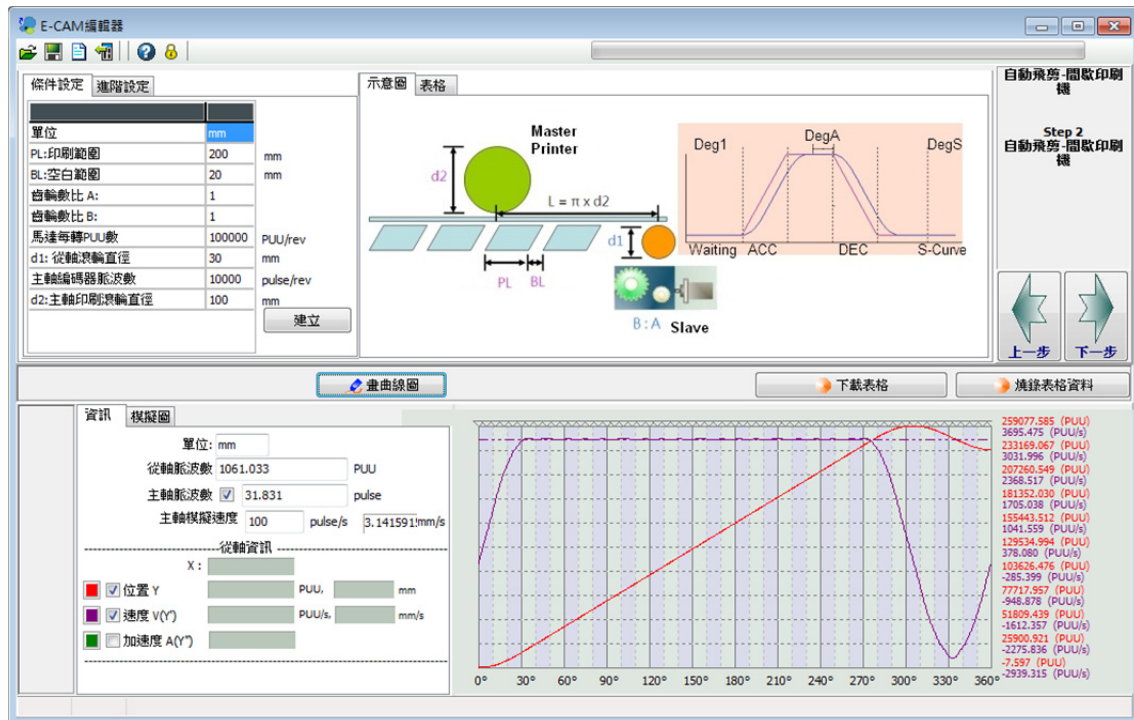 E-CAM編輯器
條件設定 進階設定
單位 mm
PL:印刷範圍 200 mm
BL:空白範圍 20 mm
齒輪數比 A: 1
齒輪數比 B: 1
馬達每轉PUU數 100000 PUU/rev
d1: 從軸滾輪直徑 30 mm
主軸編碼器脈波數 10000 pulse/rev
d2:主軸印刷滾輪直徑 100 mm
建立
示意圖 表格
Master
Printer
d2
L = π x d2
d1
PL BL
B : A Slave
Deg1 DegA DegS
Waiting ACC DEC S-Curve
自動飛剪-間歇印刷
機
Step 2
自動飛剪-間歇印刷
機
上一步 下一步
畫曲線圖 下載表格 燒錄表格資料
資訊 模擬圖
單位: mm
從軸脈波數 1061.033 PUU
主軸脈波數 31.831 pulse
主軸模擬速度 100 pulse/s 3.141591!mm/s
從軸資訊
X :
位置 Y PUU, mm
速度 V(Y') PUU/s, mm/s
加速度 A(Y")
259077.585 (PUU)
3695.475 (PUU/s)
233169.067 (PUU)
3031.996 (PUU/s)
207260.549 (PUU)
2368.517 (PUU/s)
181352.030 (PUU)
1705.038 (PUU/s)
155443.512 (PUU)
1041.559 (PUU/s)
129534.994 (PUU)
378.080 (PUU/s)
103626.476 (PUU)
-285.399 (PUU/s)
77717.957 (PUU)
-948.878 (PUU/s)
51809.439 (PUU)
-1612.357 (PUU/s)
25900.921 (PUU)
-2275.836 (PUU/s)
-7.597 (PUU)
-2939.315 (PUU/s)
0° 30° 60° 90° 120° 150° 180° 210° 240° 270° 300° 330° 360°